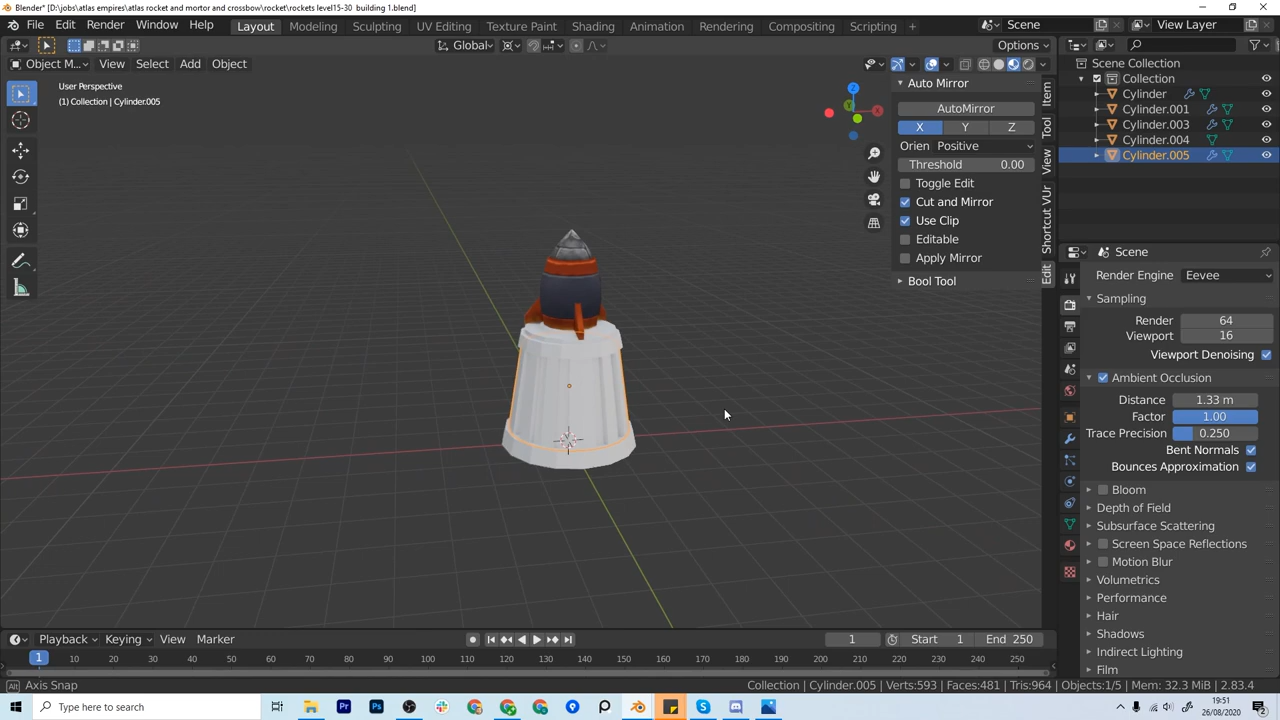 Blender* [D:\jobs\atlas empires\atlas rocket and mortor and crossbow\rocket\rockets level15-30 building 1.blend]
File Edit Render Window Help Layout Modeling Sculpting UV Editing Texture Paint Shading Animation Rendering Compositing Scripting Scene View Layer
Global Options
Object M... View Select Add Object
User Perspective
(1) Collection | Cylinder.005
Auto Mirror
AutoMirror
X Y Z
Orien Positive
Threshold 0.00
Toggle Edit
Cut and Mirror
Use Clip
Editable
Apply Mirror
Bool Tool
Item
Tool
View
Shortcut VUr
Edit
Scene Collection
Collection
Cylinder
Cylinder.001
Cylinder.003
Cylinder.004
Cylinder.005
Scene
Render Engine Eevee
Sampling
Render 64
Viewport 16
Viewport Denoising
Ambient Occlusion
Distance 1.33 m
Factor 1.00
Trace Precision 0.250
Bent Normals
Bounces Approximation
Bloom
Depth of Field
Subsurface Scattering
Screen Space Reflections
Motion Blur
Volumetrics
Performance
Hair
Shadows
Indirect Lighting
Film
Playback Keying View Marker 1 Start 1 End 250
1 10 20 30 40 50 60 70 80 90 100 110 120 130 140 150 160 170 180 190 200 210 220 230 240 250
Alt Axis Snap Collection | Cylinder.005 | Verts:593 | Faces:481 | Tris:964 | Objects:1/5 | Mem: 32.3 MiB | 2.83.4
Type here to search
19:51
26/08/2020